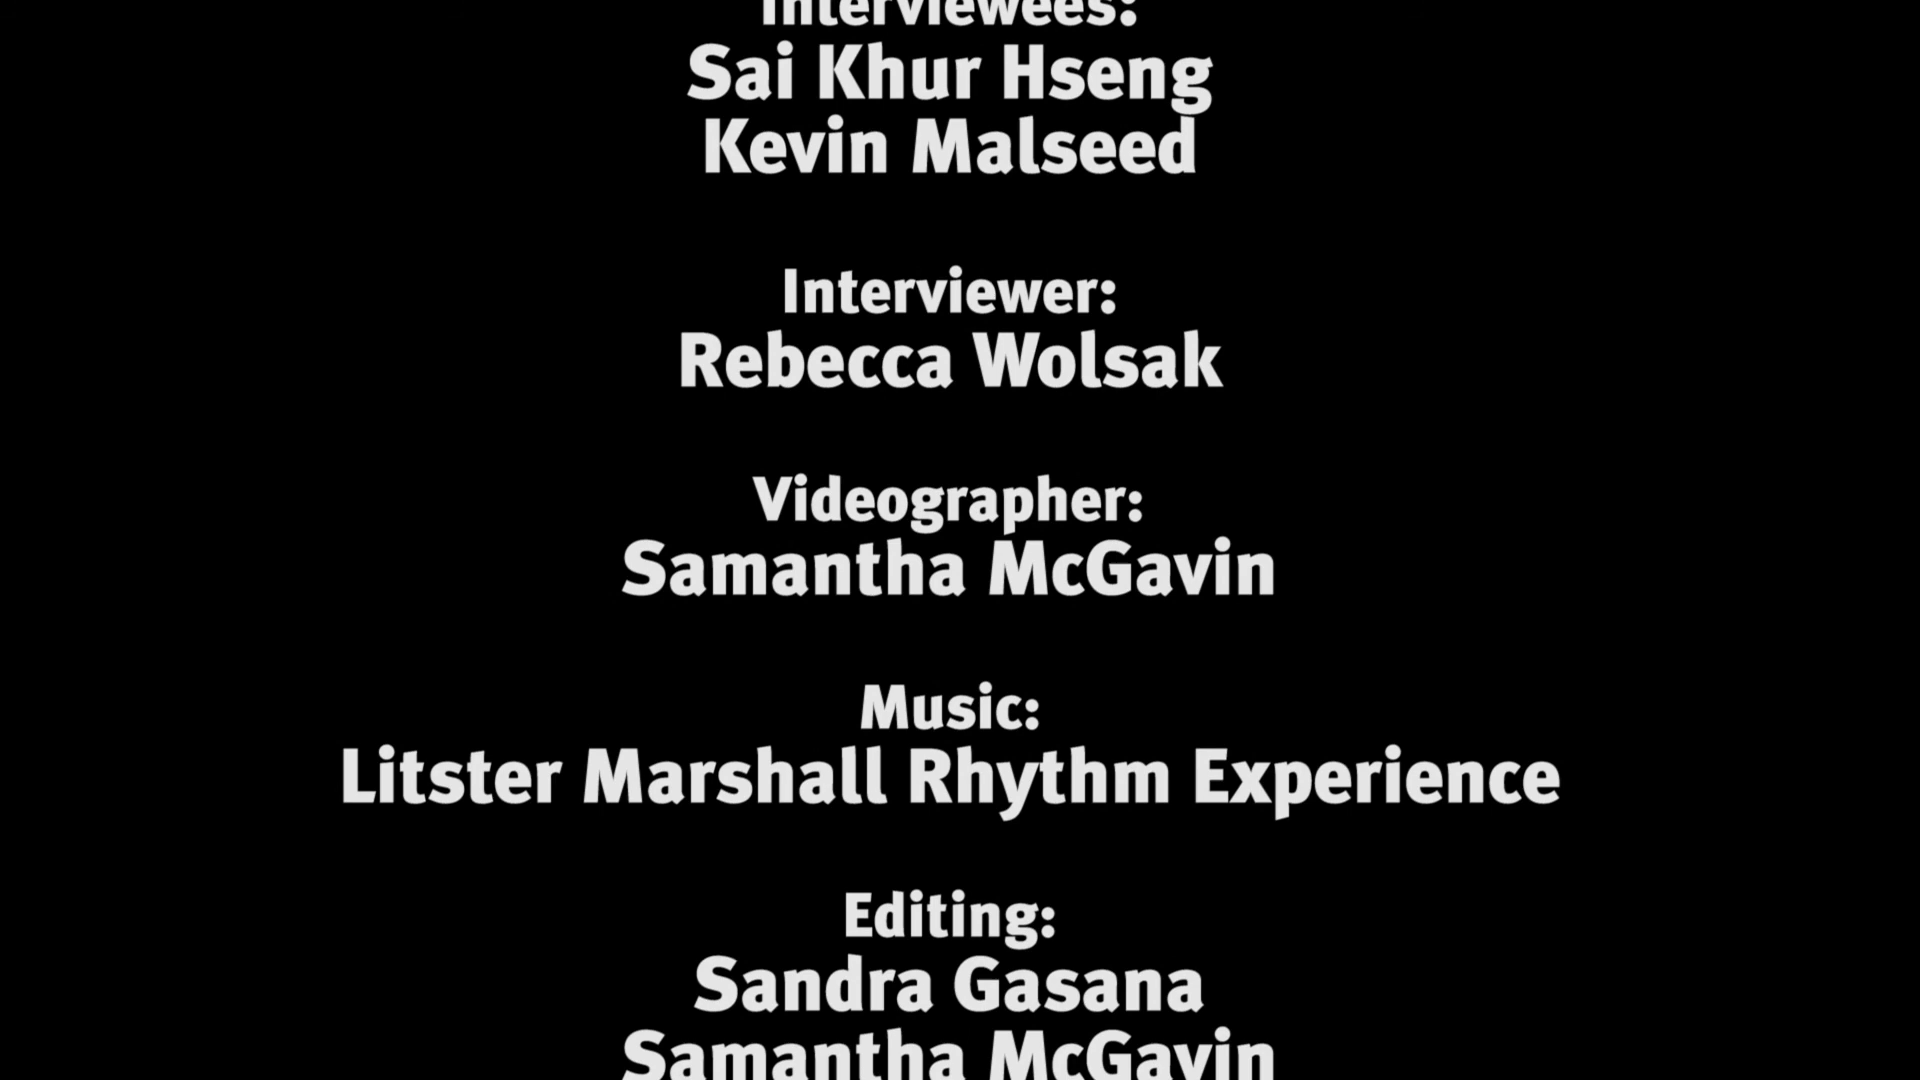 Interviewees:
Sai Khur Hseng
Kevin Malseed
Interviewer:
Rebecca Wolsak
Videographer:
Samantha McGavin
Music:
Litster Marshall Rhythm Experience
Editing:
Sandra Gasana
Samantha McGavin